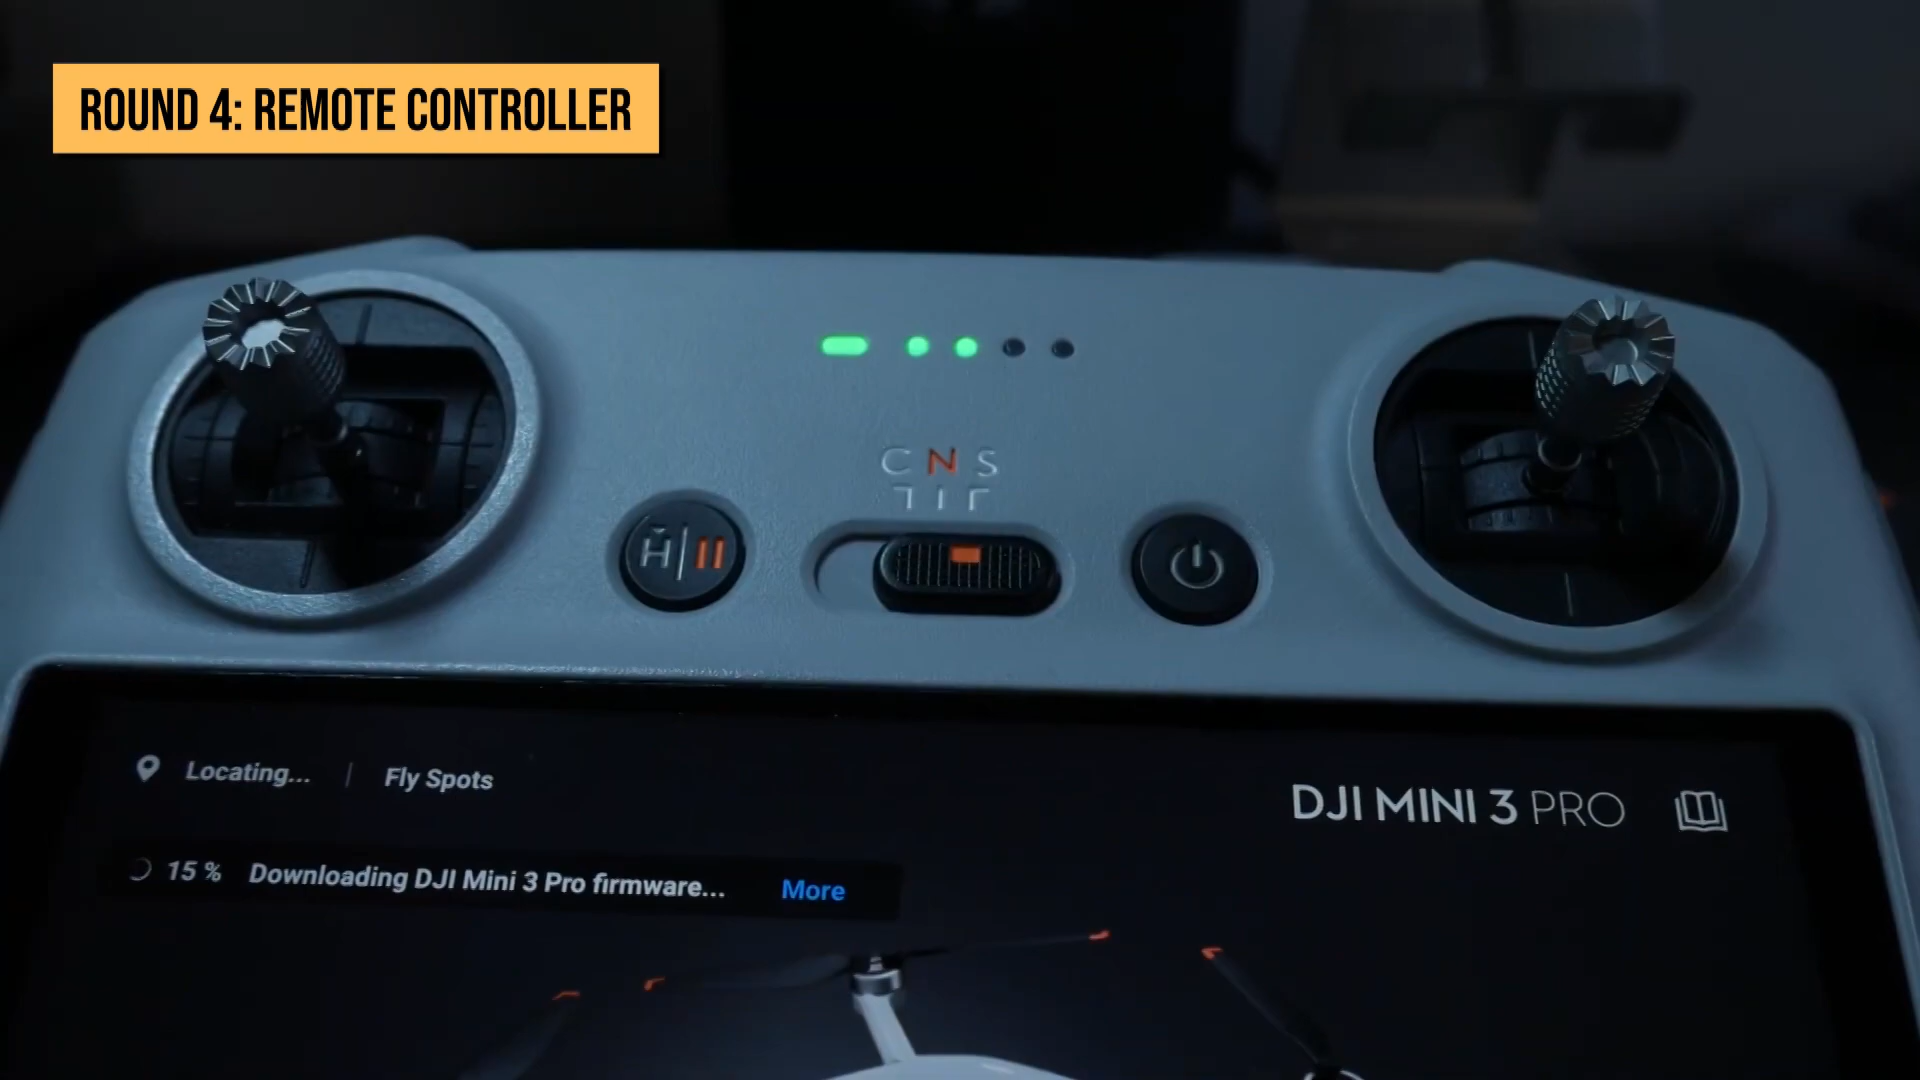 ROUND 4: REMOTE CONTROLLER
C N S
H
Locating... | Fly Spots
DJI MINI 3 PRO
15 % Downloading DJI Mini 3 Pro firmware... More